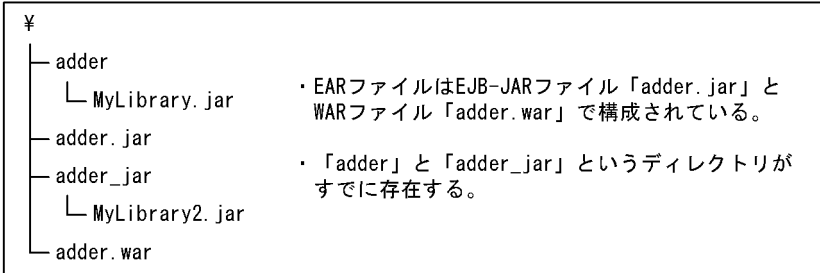 ¥
adder
MyLibrary.jar
adder.jar
adder_jar
MyLibrary2.jar
adder.war
・EARファイルはEJB-JARファイル「adder.jar」と
WARファイル「adder.war」で構成されている。
・「adder」と「adder_jar」というディレクトリが
すでに存在する。